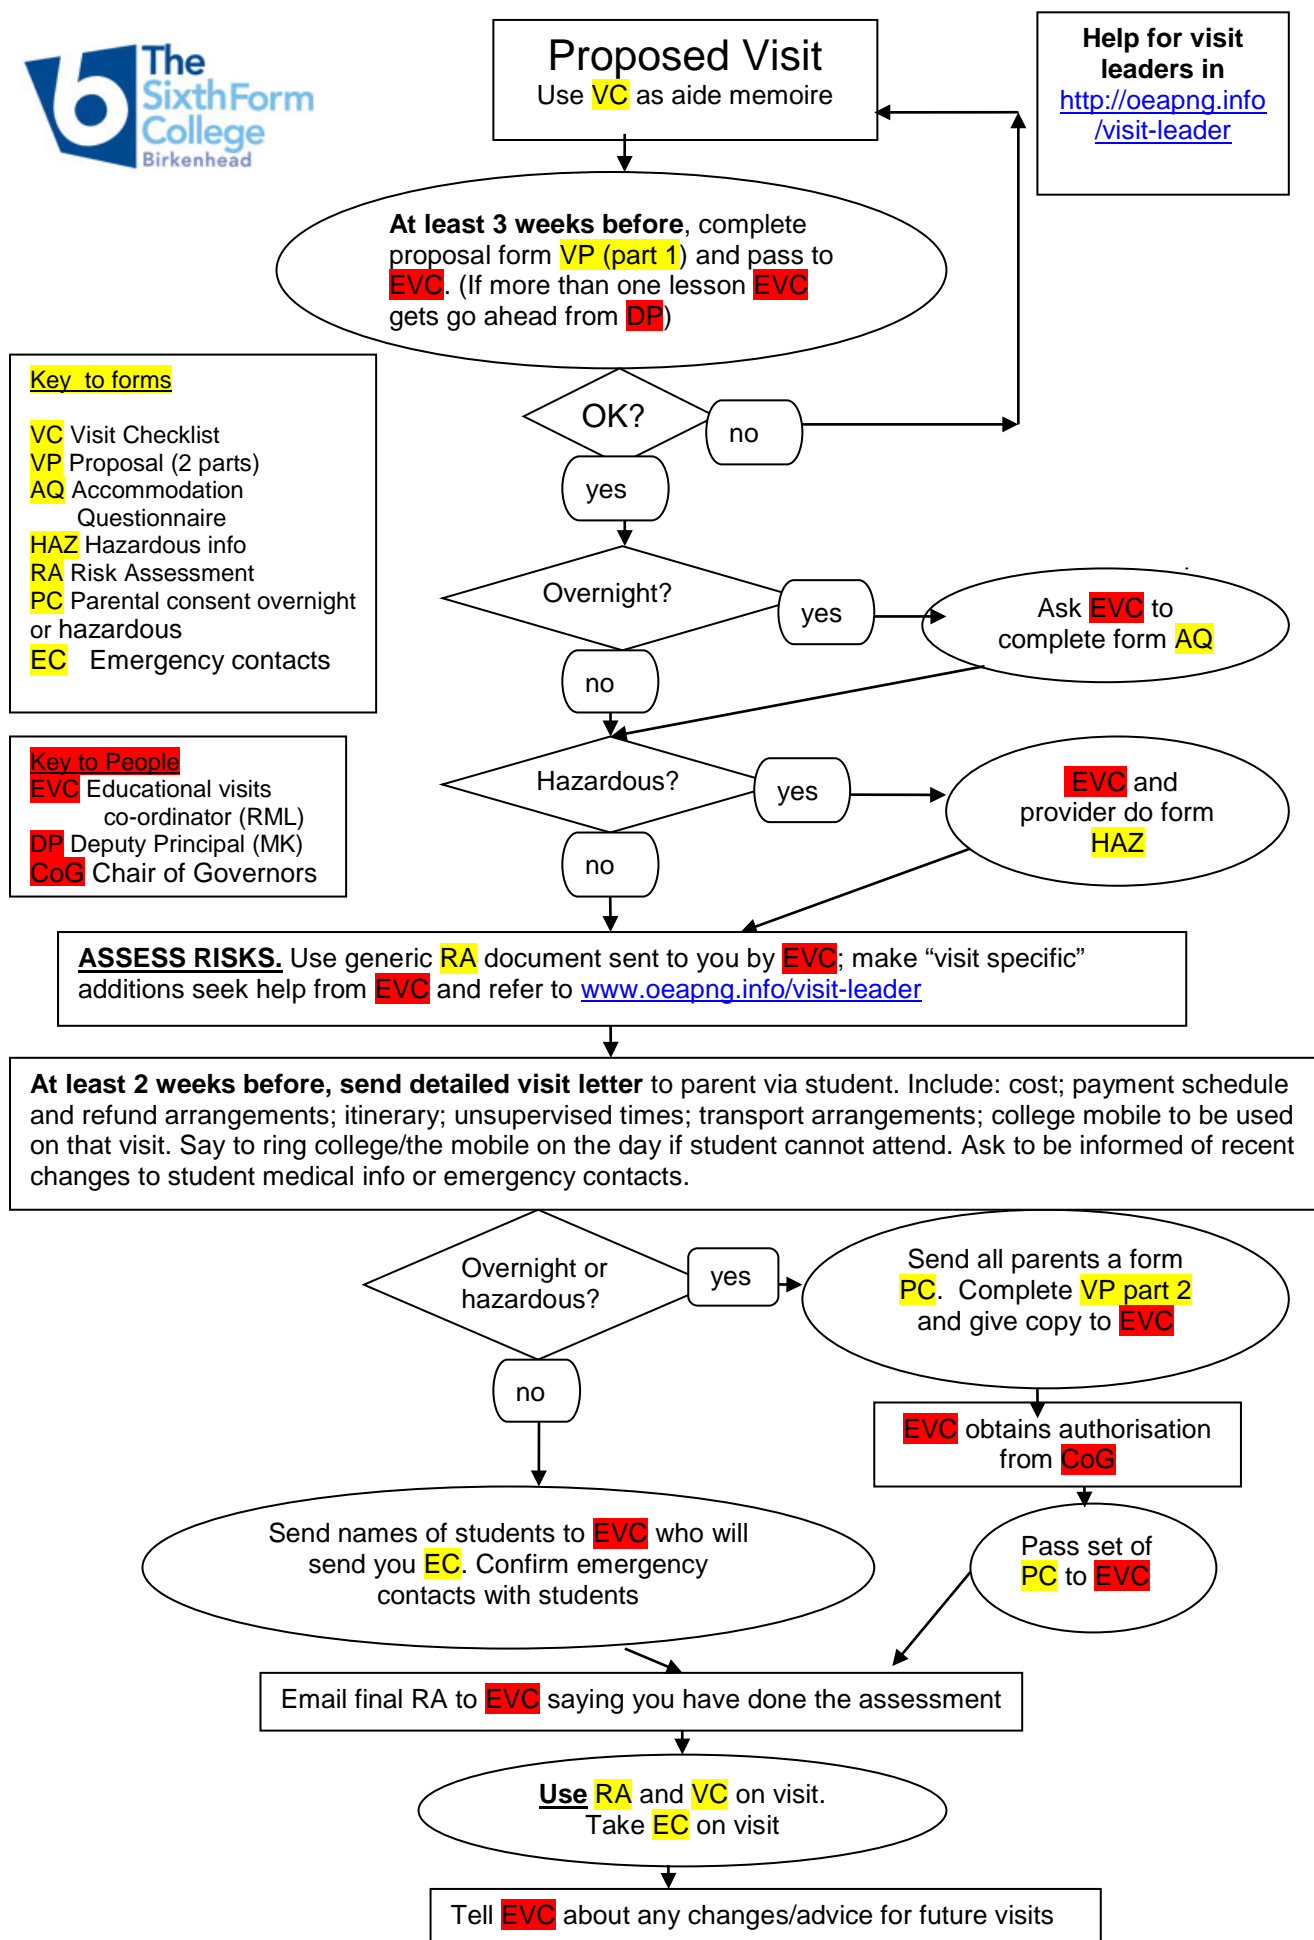 The
SixthForm
College
Birkenhead
Proposed Visit
Use VC as aide memoire
Help for visit
leaders in
http://oeapng.info
/visit-leader
At least 3 weeks before, complete
proposal form VP (part 1) and pass to
EVC. (If more than one lesson EVC
gets go ahead from DP)
Key to forms
VC Visit Checklist
VP Proposal (2 parts)
AQ Accommodation
Questionnaire
HAZ Hazardous info
RA Risk Assessment
PC Parental consent overnight
or hazardous
EC Emergency contacts
OK?
no
yes
Overnight?
yes
Ask EVC to
complete form AQ
no
Key to People
EVC Educational visits
co-ordinator (RML)
DP Deputy Principal (MK)
CoG Chair of Governors
Hazardous?
yes
EVC and
provider do form
HAZ
no
ASSESS RISKS. Use generic RA document sent to you by EVC; make “visit specific”
additions seek help from EVC and refer to www.oeapng.info/visit-leader
At least 2 weeks before, send detailed visit letter to parent via student. Include: cost; payment schedule
and refund arrangements; itinerary; unsupervised times; transport arrangements; college mobile to be used
on that visit. Say to ring college/the mobile on the day if student cannot attend. Ask to be informed of recent
changes to student medical info or emergency contacts.
Overnight or
hazardous?
yes
Send all parents a form
PC. Complete VP part 2
and give copy to EVC
no
EVC obtains authorisation
from CoG
Send names of students to EVC who will
send you EC. Confirm emergency
contacts with students
Pass set of
PC to EVC
Email final RA to EVC saying you have done the assessment
Use RA and VC on visit.
Take EC on visit
Tell EVC about any changes/advice for future visits